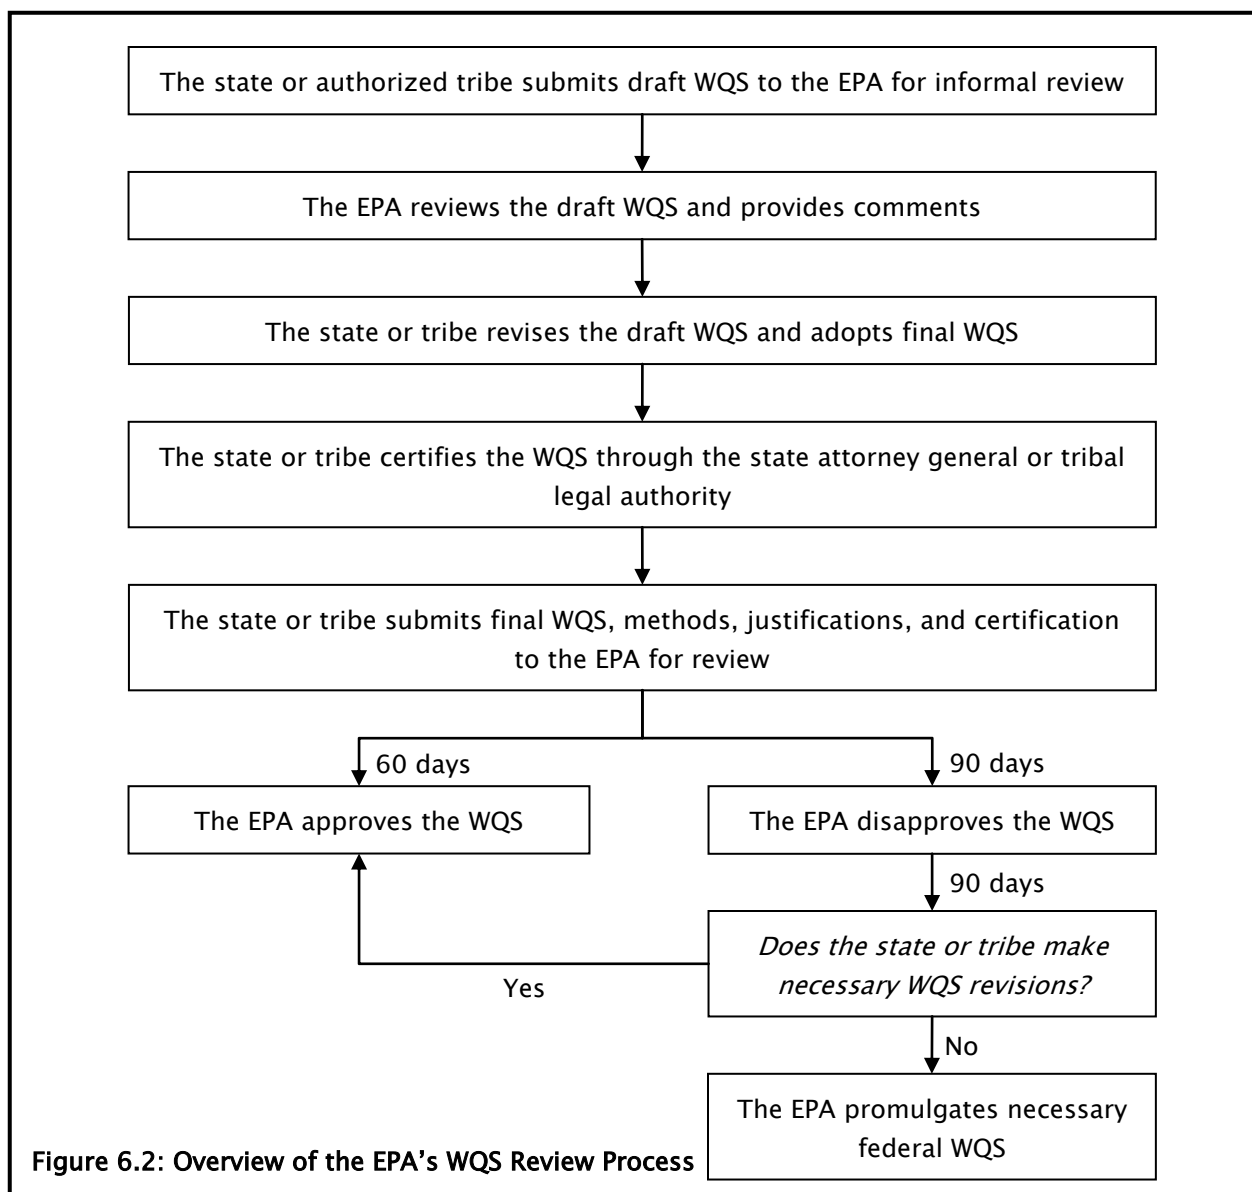 The state or authorized tribe submits draft WQS to the EPA for informal review
The EPA reviews the draft WQS and provides comments
The state or tribe revises the draft WQS and adopts final WQS
The state or tribe certifies the WQS through the state attorney general or tribal
legal authority
The state or tribe submits final WQS, methods, justifications, and certification
to the EPA for review
60 days
90 days
The EPA approves the WQS
The EPA disapproves the WQS
90 days
Does the state or tribe make
necessary WQS revisions?
Yes
No
The EPA promulgates necessary
federal WQS
Figure 6.2: Overview of the EPA’s WQS Review Process